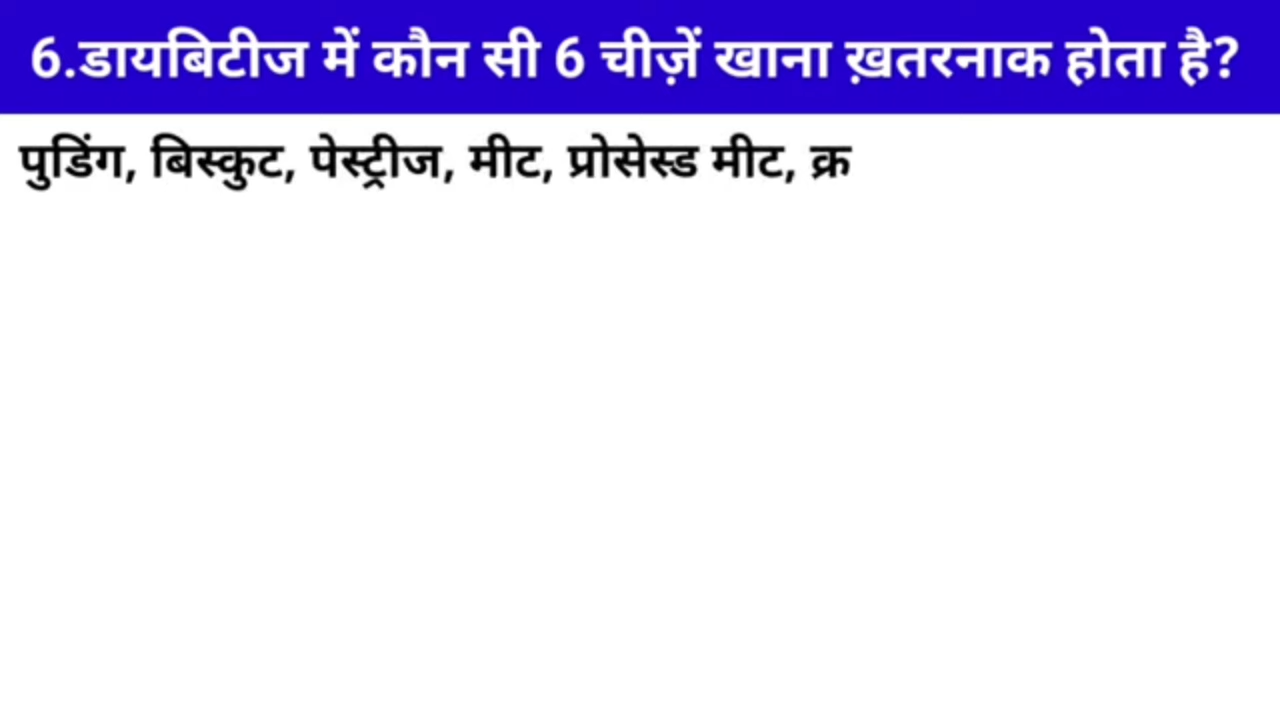 6.डायबिटीज में कौन सी 6 चीज़ें खाना ख़तरनाक होता है?
पुडिंग, बिस्कुट, पेस्ट्रीज, मीट, प्रोसेस्ड मीट, क्र